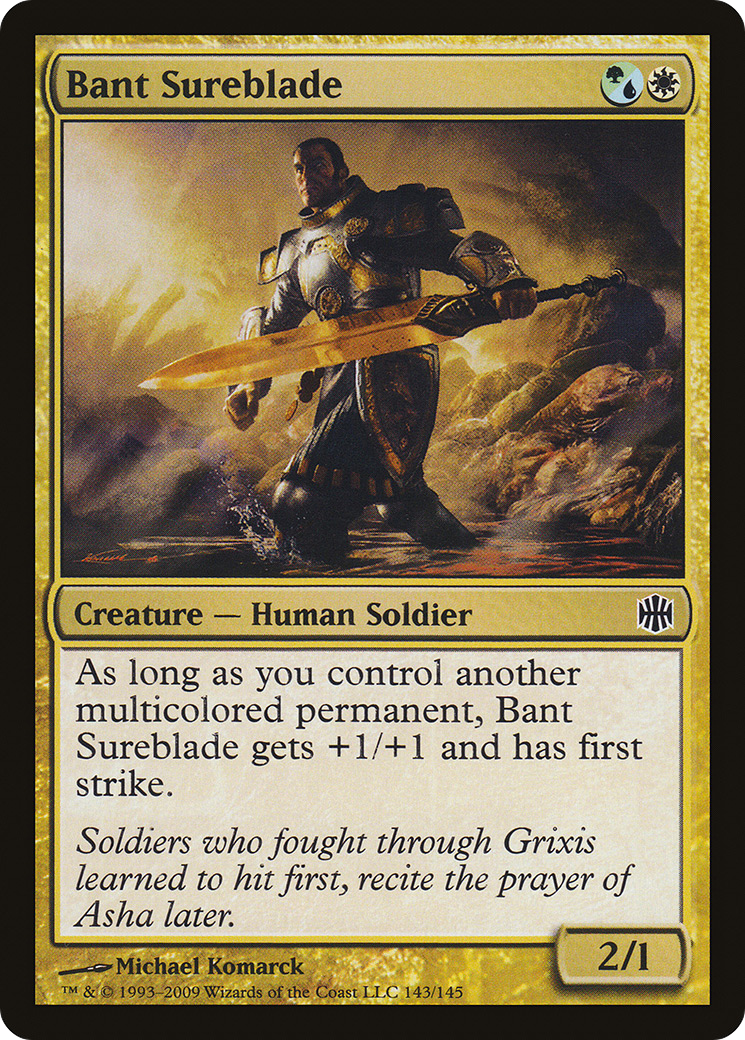 Bant Sureblade
Creature — Human Soldier
As long as you control another
multicolored permanent, Bant
Sureblade gets +1/+1 and has first
strike.
Soldiers who fought through Grixis
learned to hit first, recite the prayer of
Asha later.
2/1
Michael Komarck
™ & © 1993–2009 Wizards of the Coast LLC 143/145